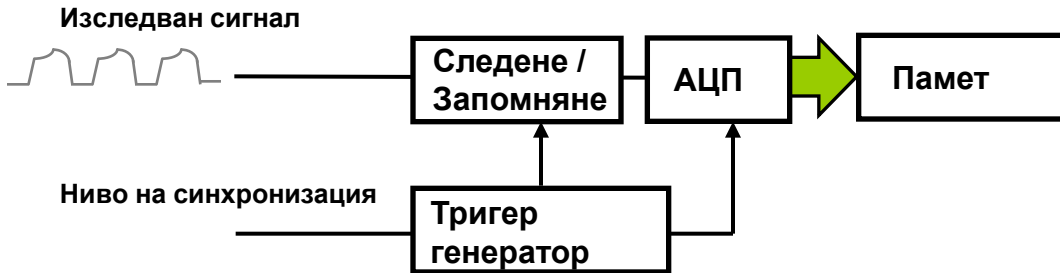 Изследван сигнал
Следене /
Запомняне
АЦП
Памет
Ниво на синхронизация
Тригер
генератор